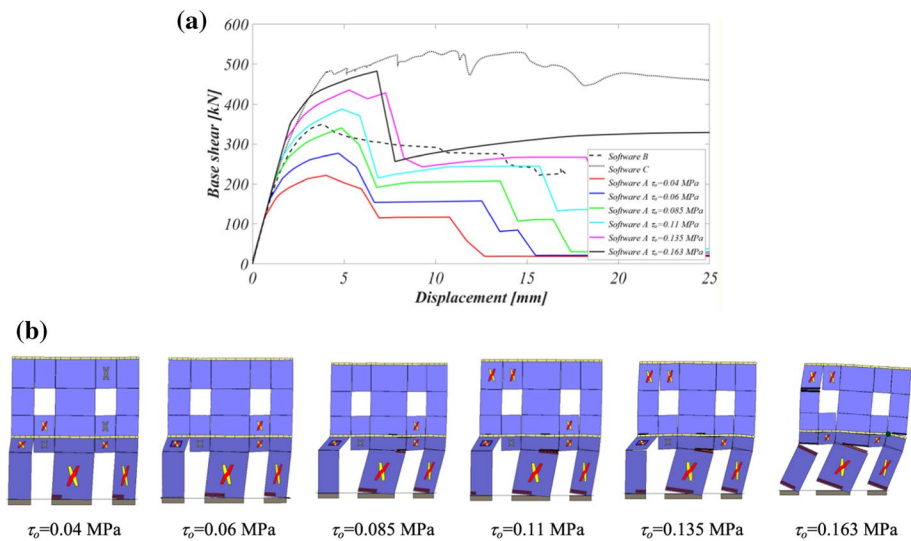 (a)
600
500
400
300
200
100
0
Base shear [kN]
0
5
10
15
20
25
Displacement [mm]
Software B
Software C
Software A τo=0.04 MPa
Software A τo=0.06 MPa
Software A τo=0.085 MPa
Software A τo=0.11 MPa
Software A τo=0.135 MPa
Software A τo=0.163 MPa
(b)
τo=0.04 MPa
τo=0.06 MPa
τo=0.085 MPa
τo=0.11 MPa
τo=0.135 MPa
τo=0.163 MPa